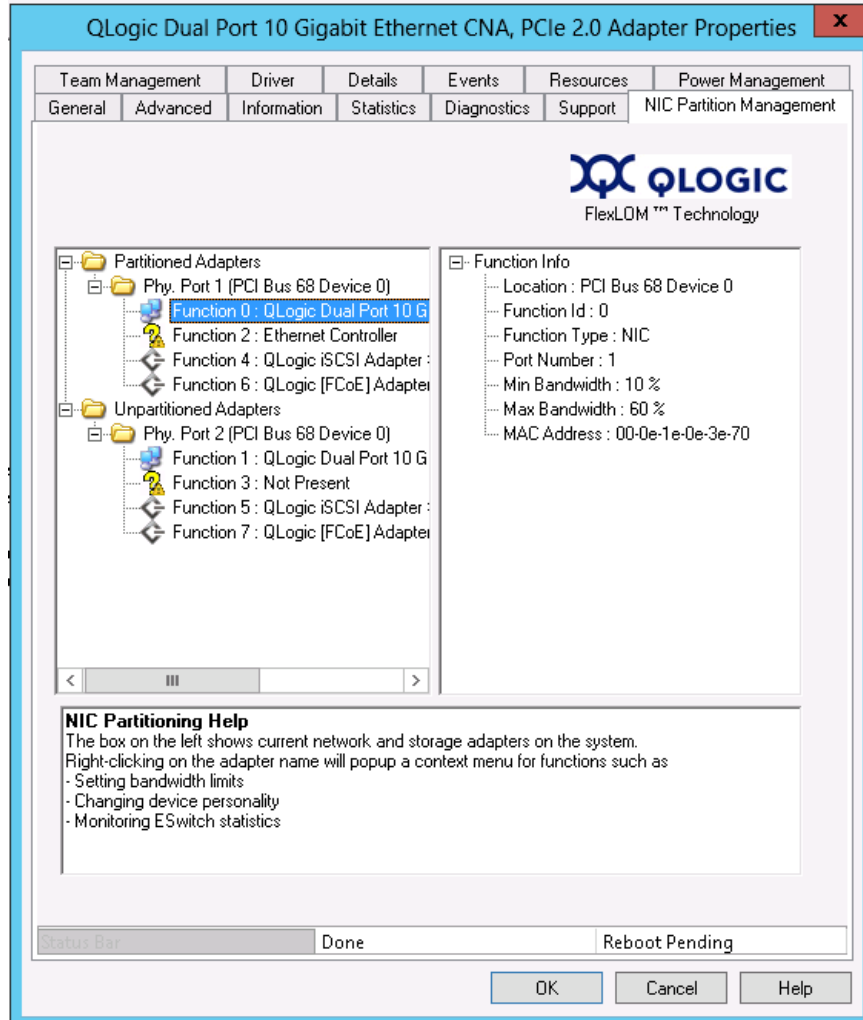 QLogic Dual Port 10 Gigabit Ethernet CNA, PCIe 2.0 Adapter Properties
x
Team Management Driver Details Events Resources Power Management
General Advanced Information Statistics Diagnostics Support NIC Partition Management
QLOGIC
FlexLOM ™ Technology
Partitioned Adapters
Phy. Port 1 (PCI Bus 68 Device 0)
Function 0 : QLogic Dual Port 10 G
Function 2 : Ethernet Controller
Function 4 : QLogic iSCSI Adapter
Function 6 : QLogic [FCoE] Adapter
Unpartitioned Adapters
Phy. Port 2 (PCI Bus 68 Device 0)
Function 1 : QLogic Dual Port 10 G
Function 3 : Not Present
Function 5 : QLogic iSCSI Adapter
Function 7 : QLogic [FCoE] Adapter
Function Info
Location : PCI Bus 68 Device 0
Function Id : 0
Function Type : NIC
Port Number : 1
Min Bandwidth : 10 %
Max Bandwidth : 60 %
MAC Address : 00-0e-1e-0e-3e-70
NIC Partitioning Help
The box on the left shows current network and storage adapters on the system.
Right-clicking on the adapter name will popup a context menu for functions such as
- Setting bandwidth limits
- Changing device personality
- Monitoring ESwitch statistics
Status Bar Done Reboot Pending
OK Cancel Help